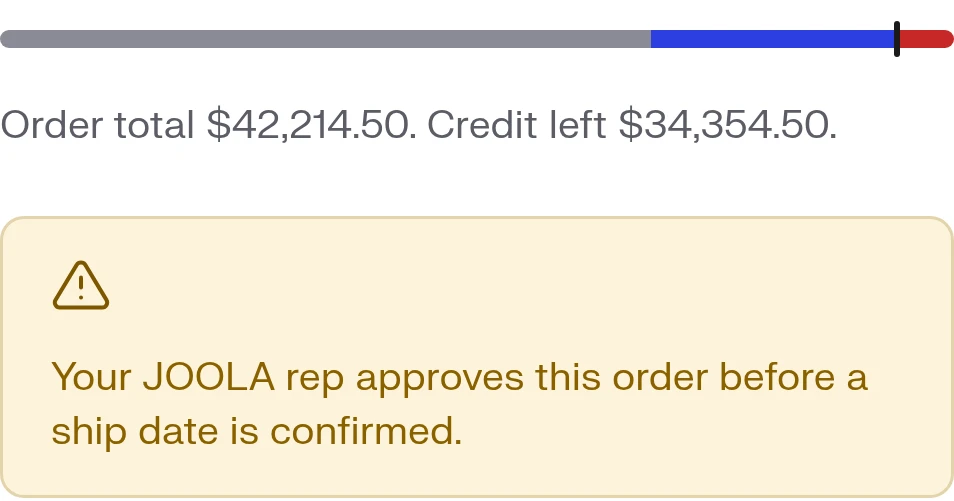 Order total $42,214.50. Credit left $34,354.50.
Your JOOLA rep approves this order before a
ship date is confirmed.